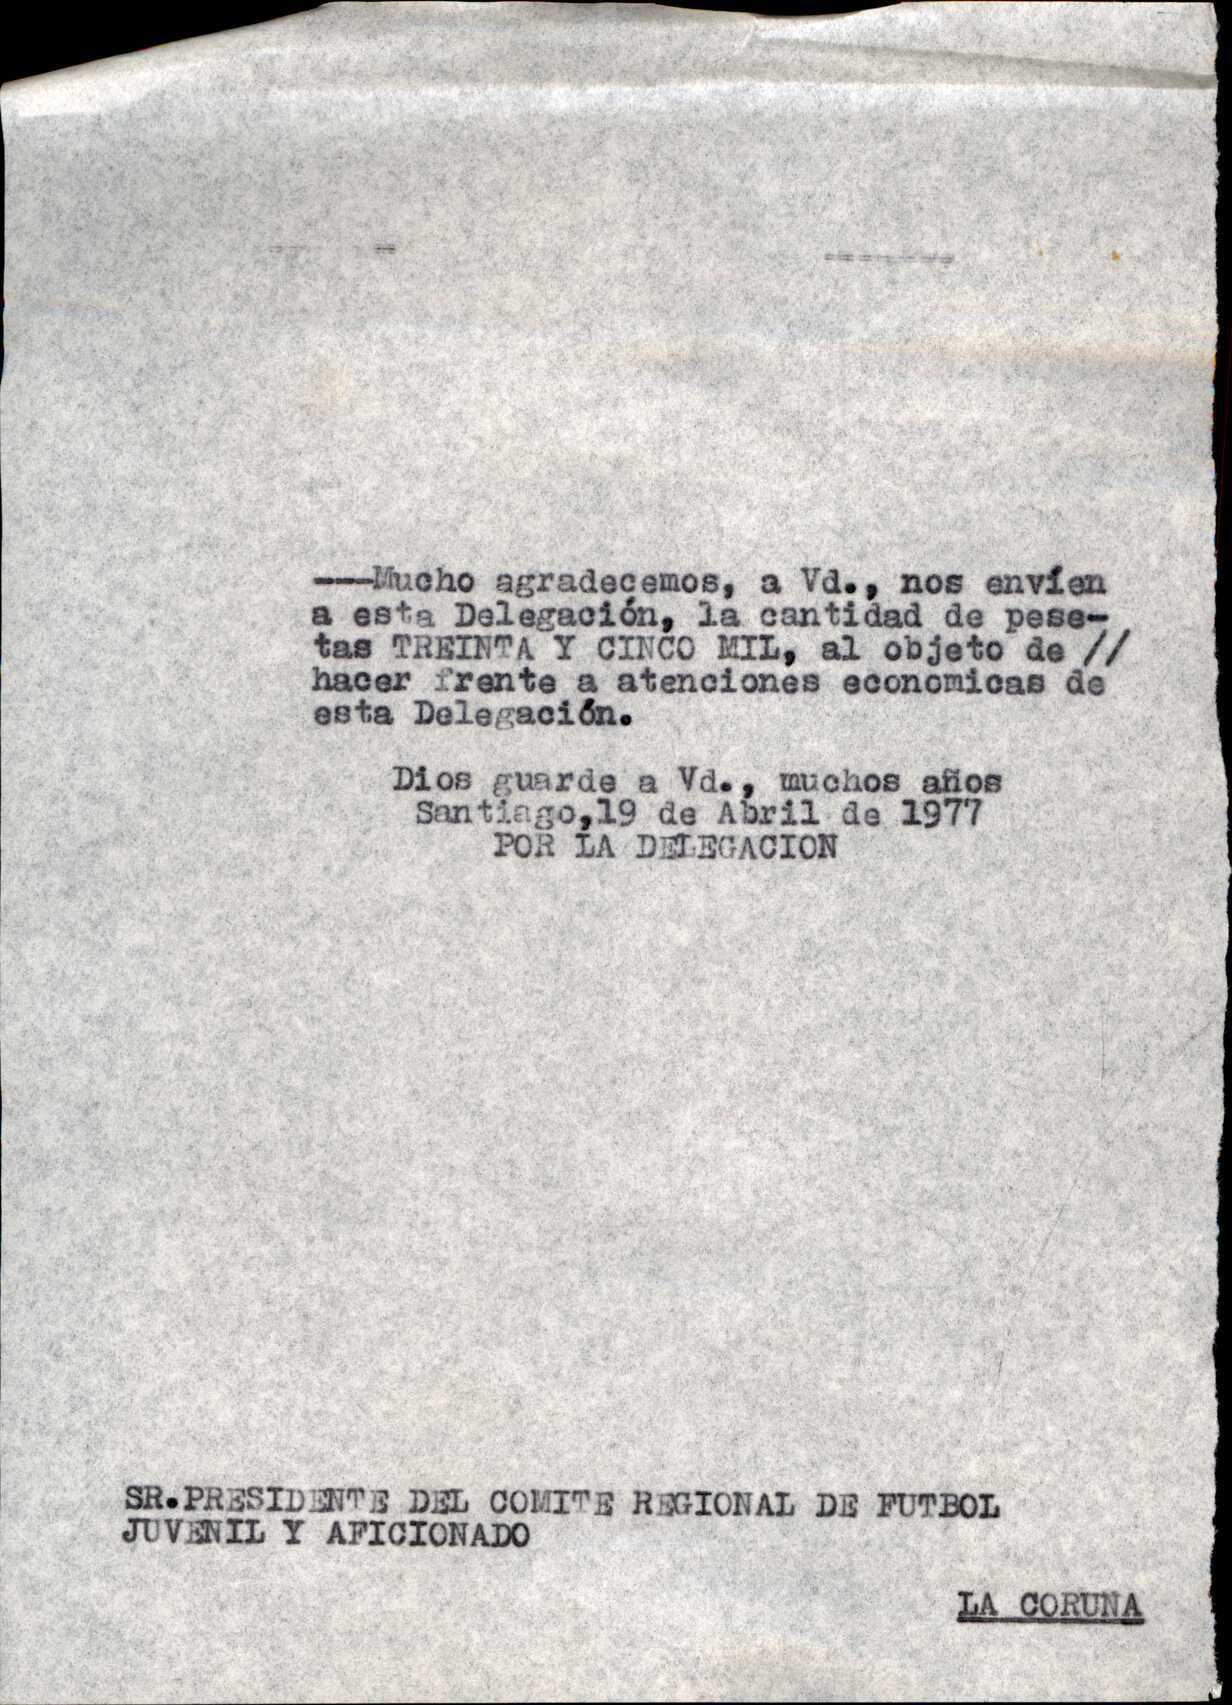 ---Mucho agradecemos, a Vd., nos envíen
a esta Delegación, la cantidad de pese-
tas TREINTA Y CINCO MIL, al objeto de //
hacer frente a atenciones economicas de
esta Delegación.
Dios guarde a Vd., muchos años
Santiago,19 de Abril de 1977
POR LA DELEGACION
SR.PRESIDENTE DEL COMITE REGIONAL DE FUTBOL
JUVENIL Y AFICIONADO
LA CORUNA